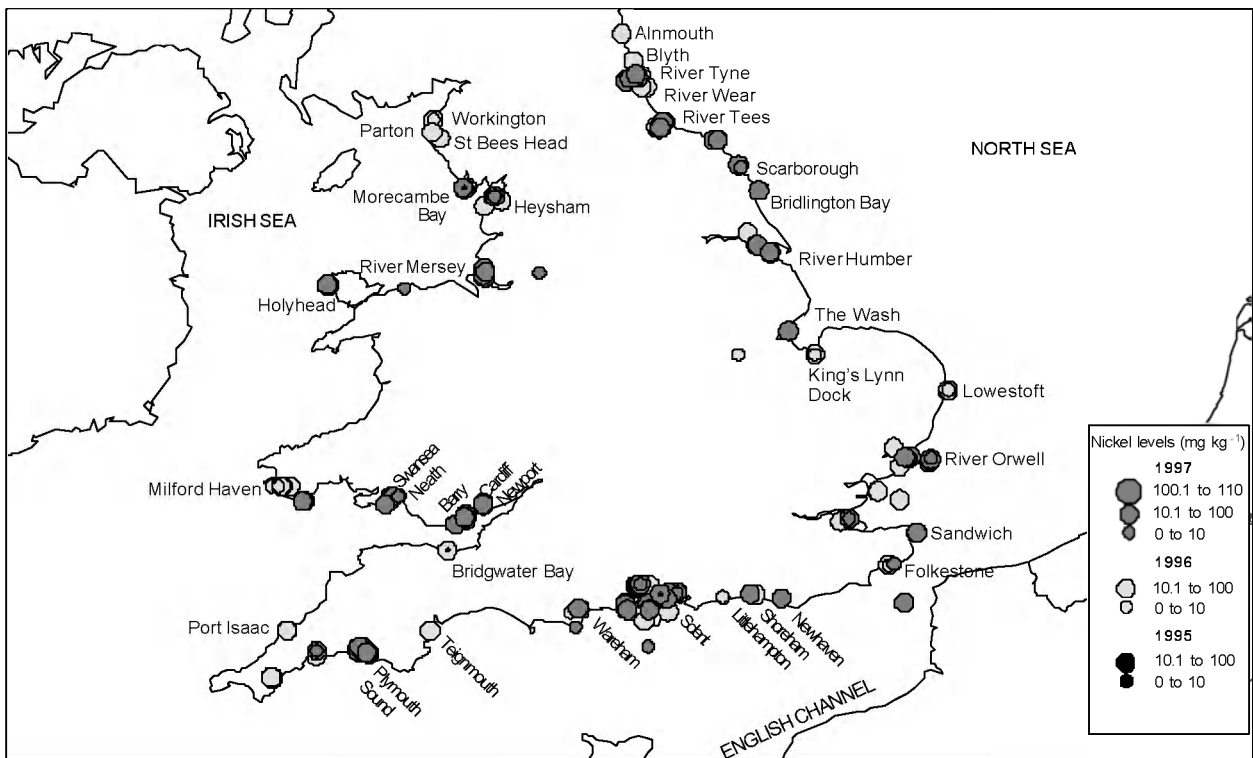 Alnmouth
Blyth
River Tyne
River Wear
River Tees
Workington
Parton
St Bees Head
NORTH SEA
Scarborough
Morecambe
Bay
Heysham
Bridlington Bay
IRISH SEA
River Humber
River Mersey
Holyhead
The Wash
King's Lynn
Dock
Lowestoft
River Orwell
Milford Haven
Swansea
Neath
Barry
Cardiff
Newport
Sandwich
Bridgwater Bay
Folkestone
Port Isaac
Teignmouth
Plymouth
Sound
Wareham
Solent
Littlehampton
Shoreham
Newhaven
ENGLISH CHANNEL
Nickel levels (mg kg⁻¹)
1997
100.1 to 110
10.1 to 100
0 to 10
1996
10.1 to 100
0 to 10
1995
10.1 to 100
0 to 10